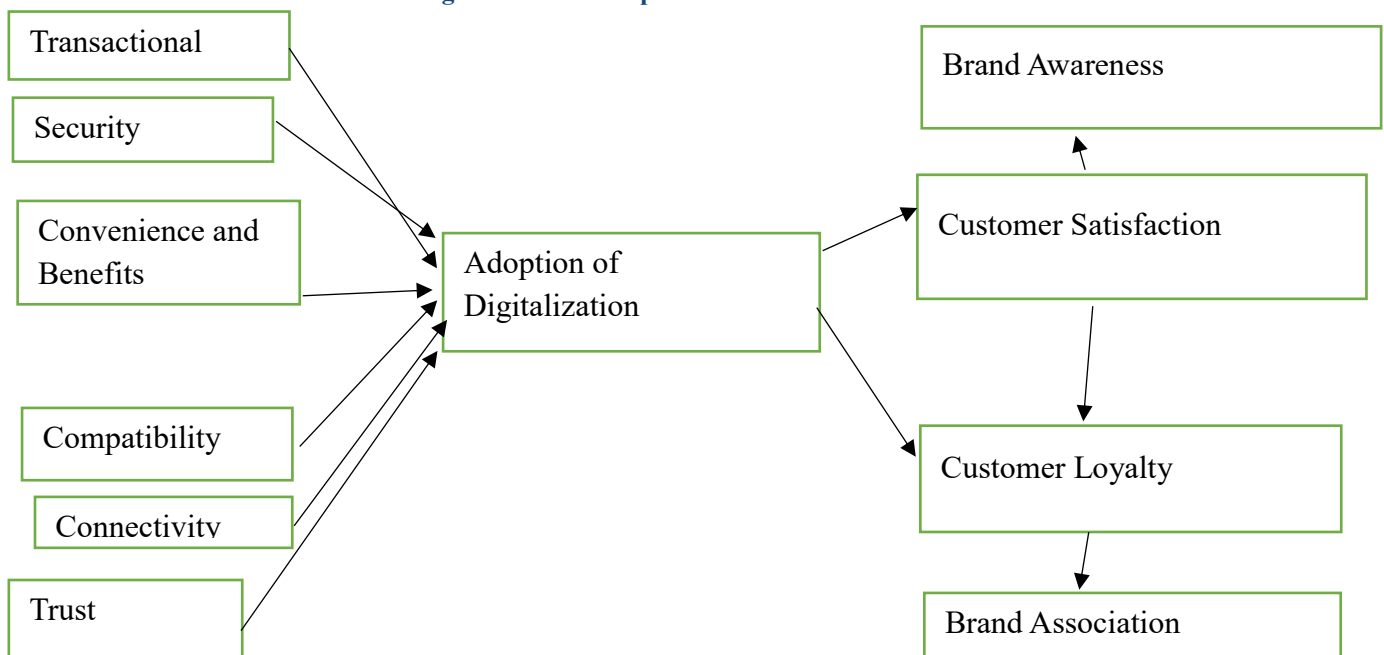 Transactional
Security
Convenience and
Benefits
Compatibility
Connectivity
Trust
Adoption of
Digitalization
Brand Awareness
Customer Satisfaction
Customer Loyalty
Brand Association